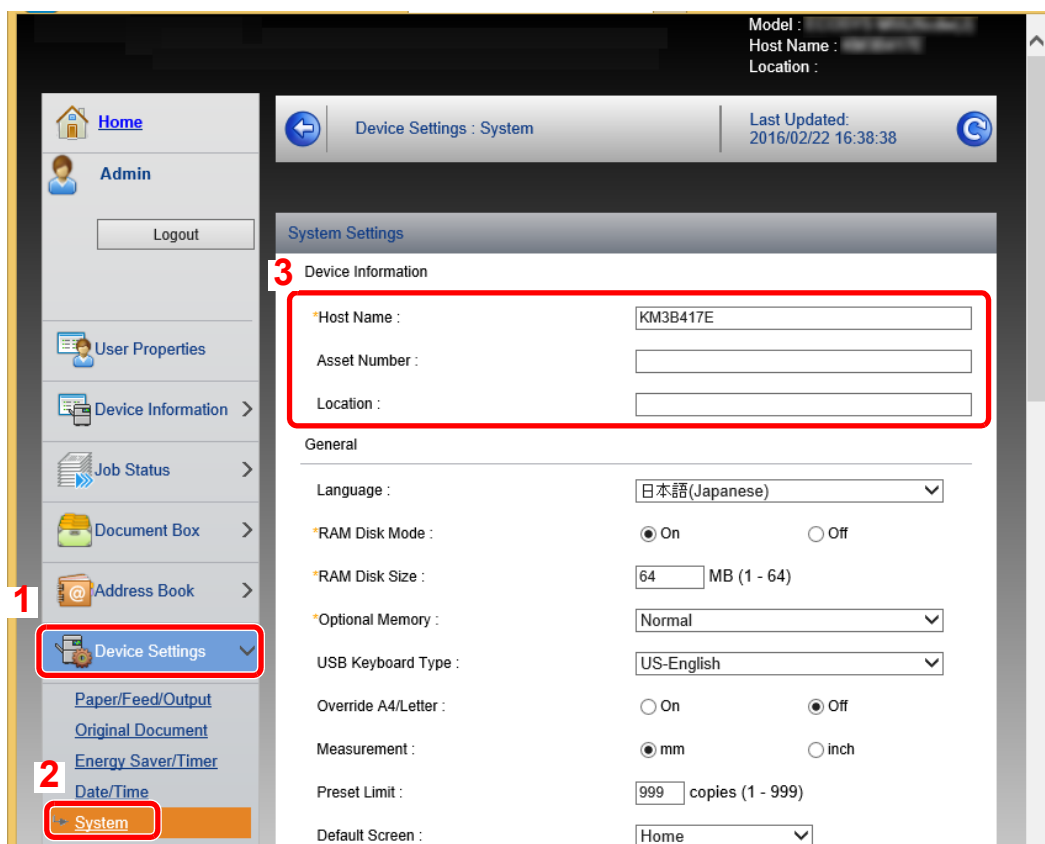 Model :
Host Name :
Location :
Home
Admin
Logout
User Properties
Device Information
Job Status
Document Box
Address Book
1
Device Settings
Paper/Feed/Output
Original Document
Energy Saver/Timer
2
Date/Time
System
Device Settings : System
Last Updated:
2016/02/22 16:38:38
System Settings
3
Device Information
*Host Name : KM3B417E
Asset Number :
Location :
General
Language : 日本語(Japanese)
*RAM Disk Mode : On Off
*RAM Disk Size : 64 MB (1 - 64)
*Optional Memory : Normal
USB Keyboard Type : US-English
Override A4/Letter : On Off
Measurement : mm inch
Preset Limit : 999 copies (1 - 999)
Default Screen : Home